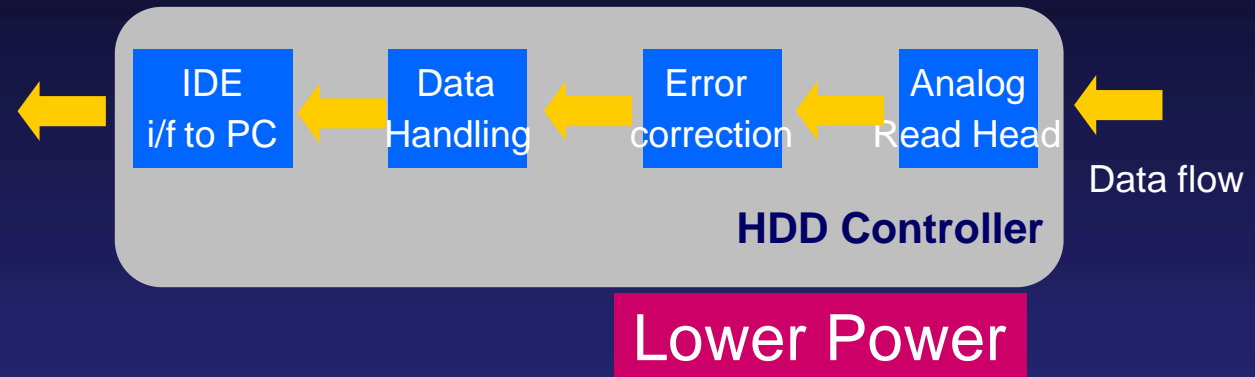 IDE
i/f to PC
Data
Handling
Error
correction
Analog
Read Head
Data flow
HDD Controller
Lower Power